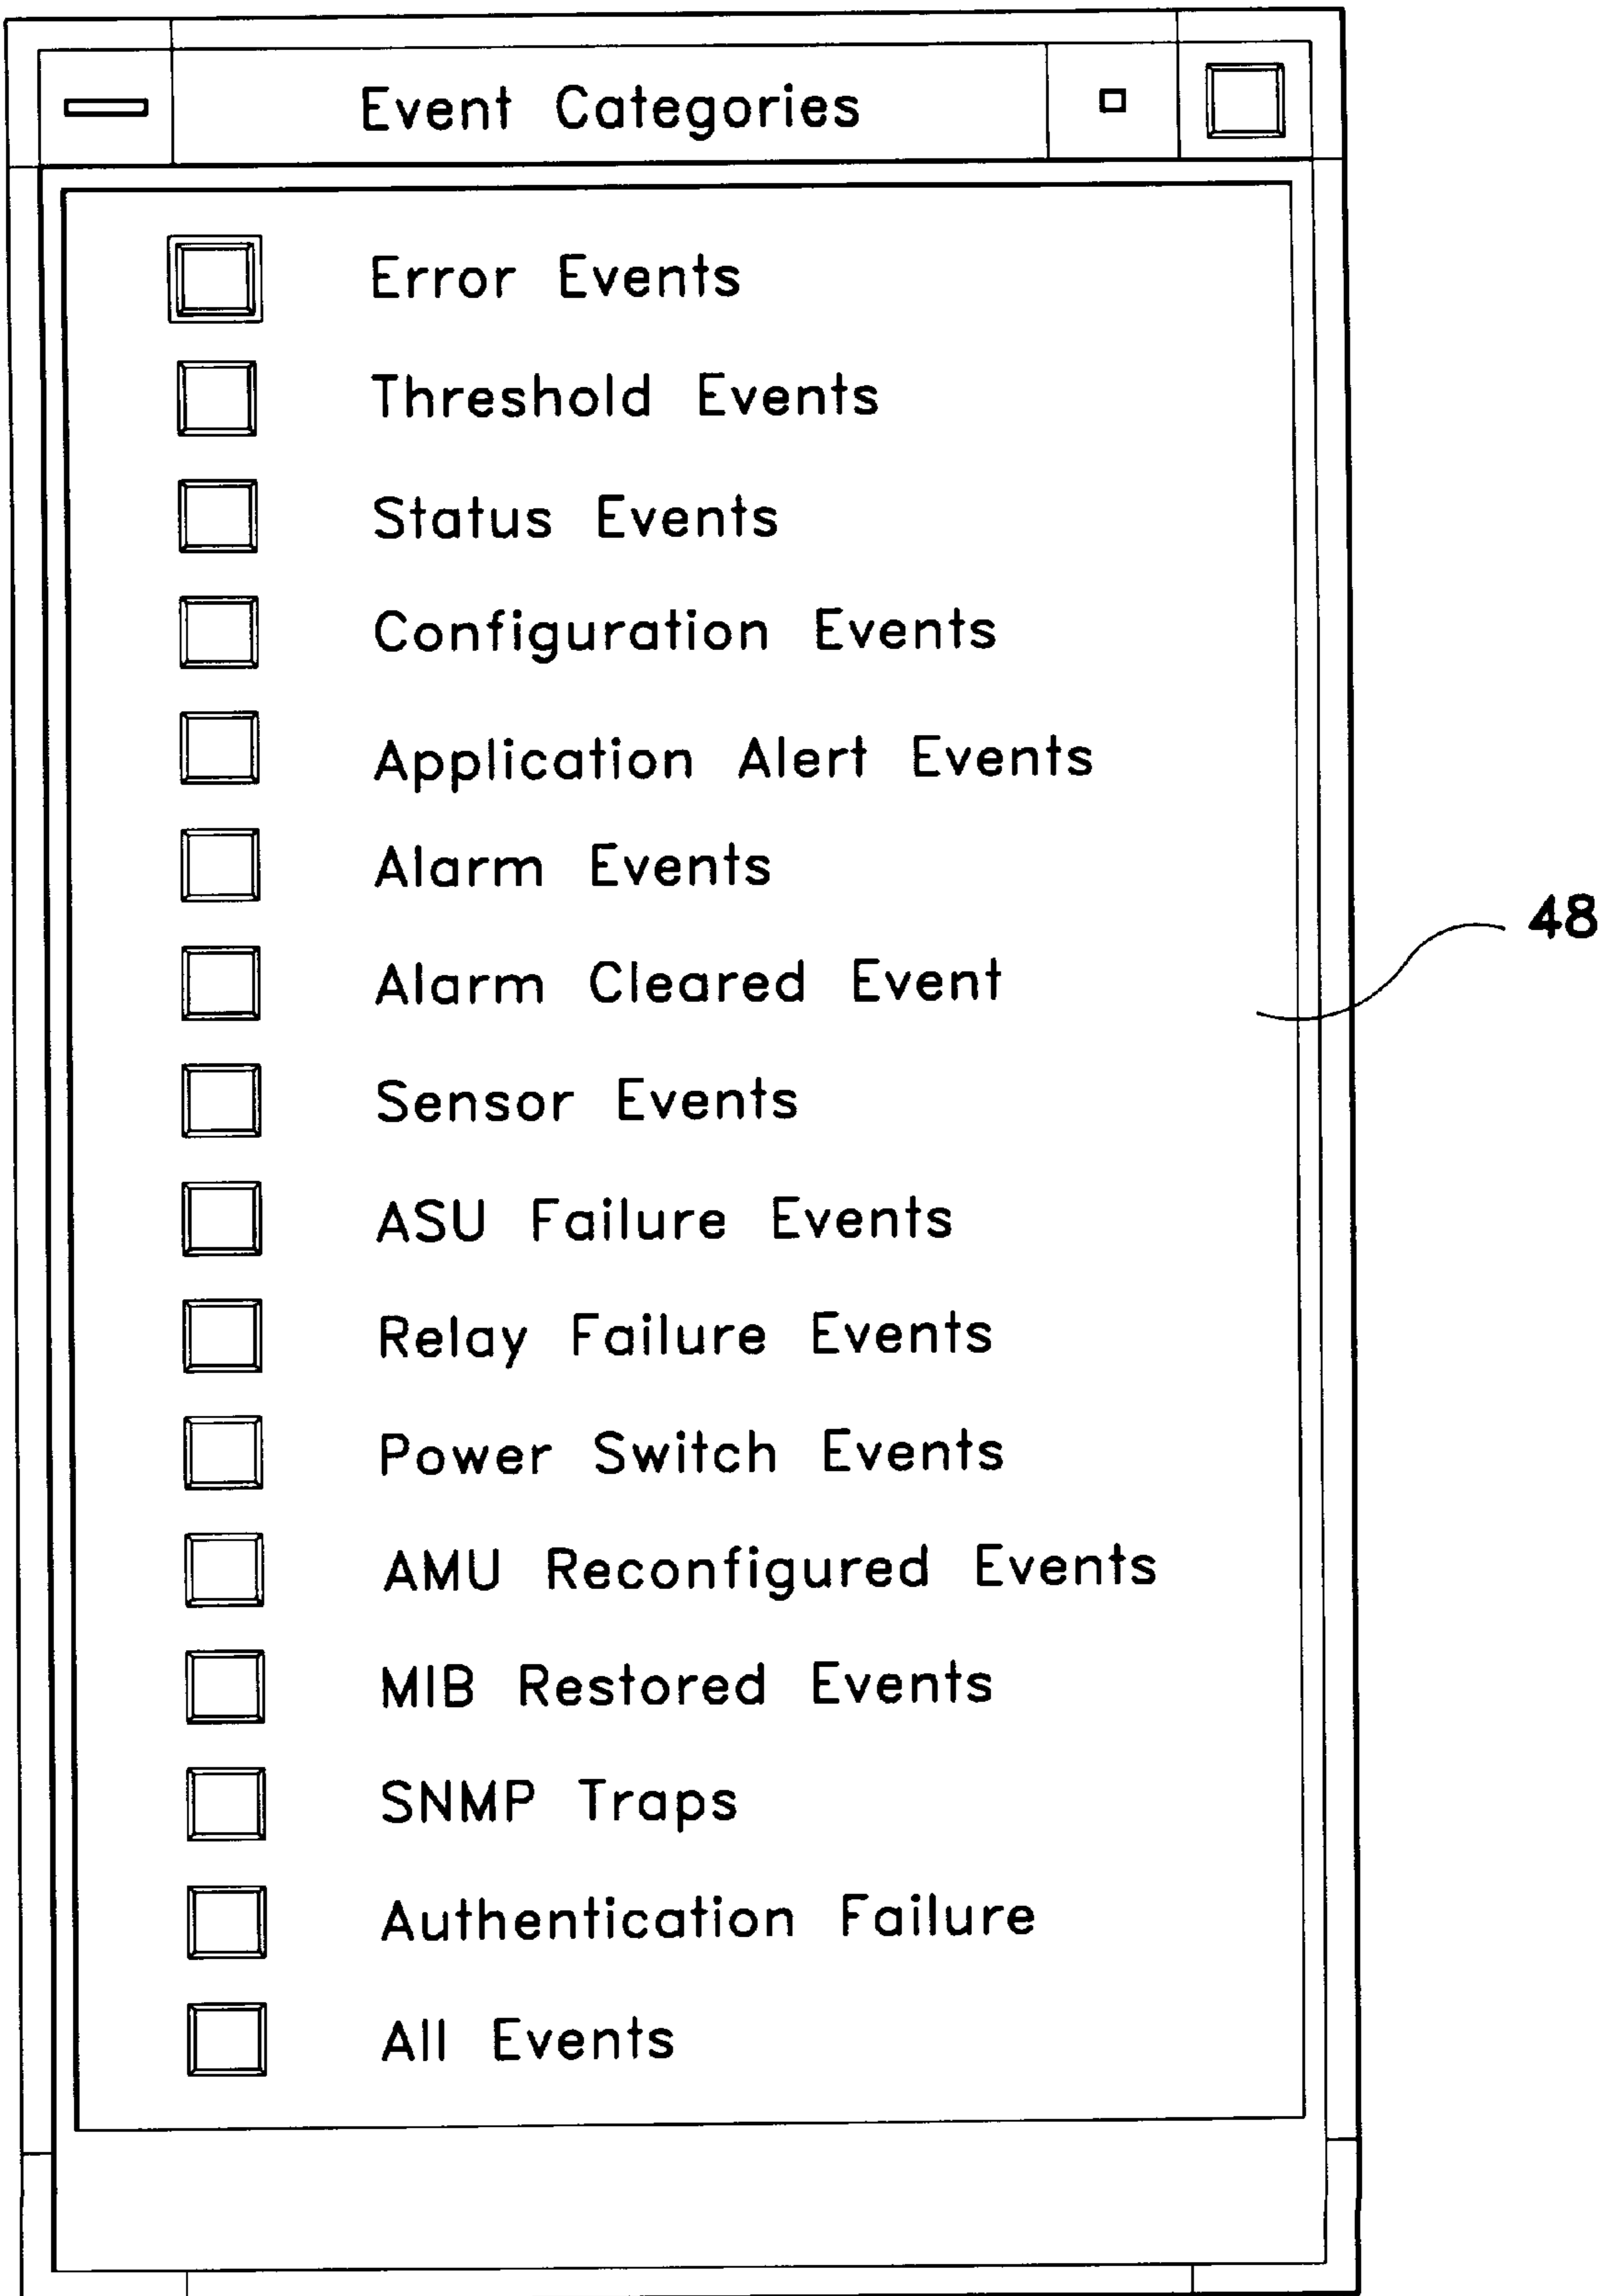 Event Categories
Error Events
Threshold Events
Status Events
Configuration Events
Application Alert Events
Alarm Events
48
Alarm Cleared Event
Sensor Events
ASU Failure Events
Relay Failure Events
Power Switch Events
AMU Reconfigured Events
MIB Restored Events
SNMP Traps
Authentication Failure
All Events